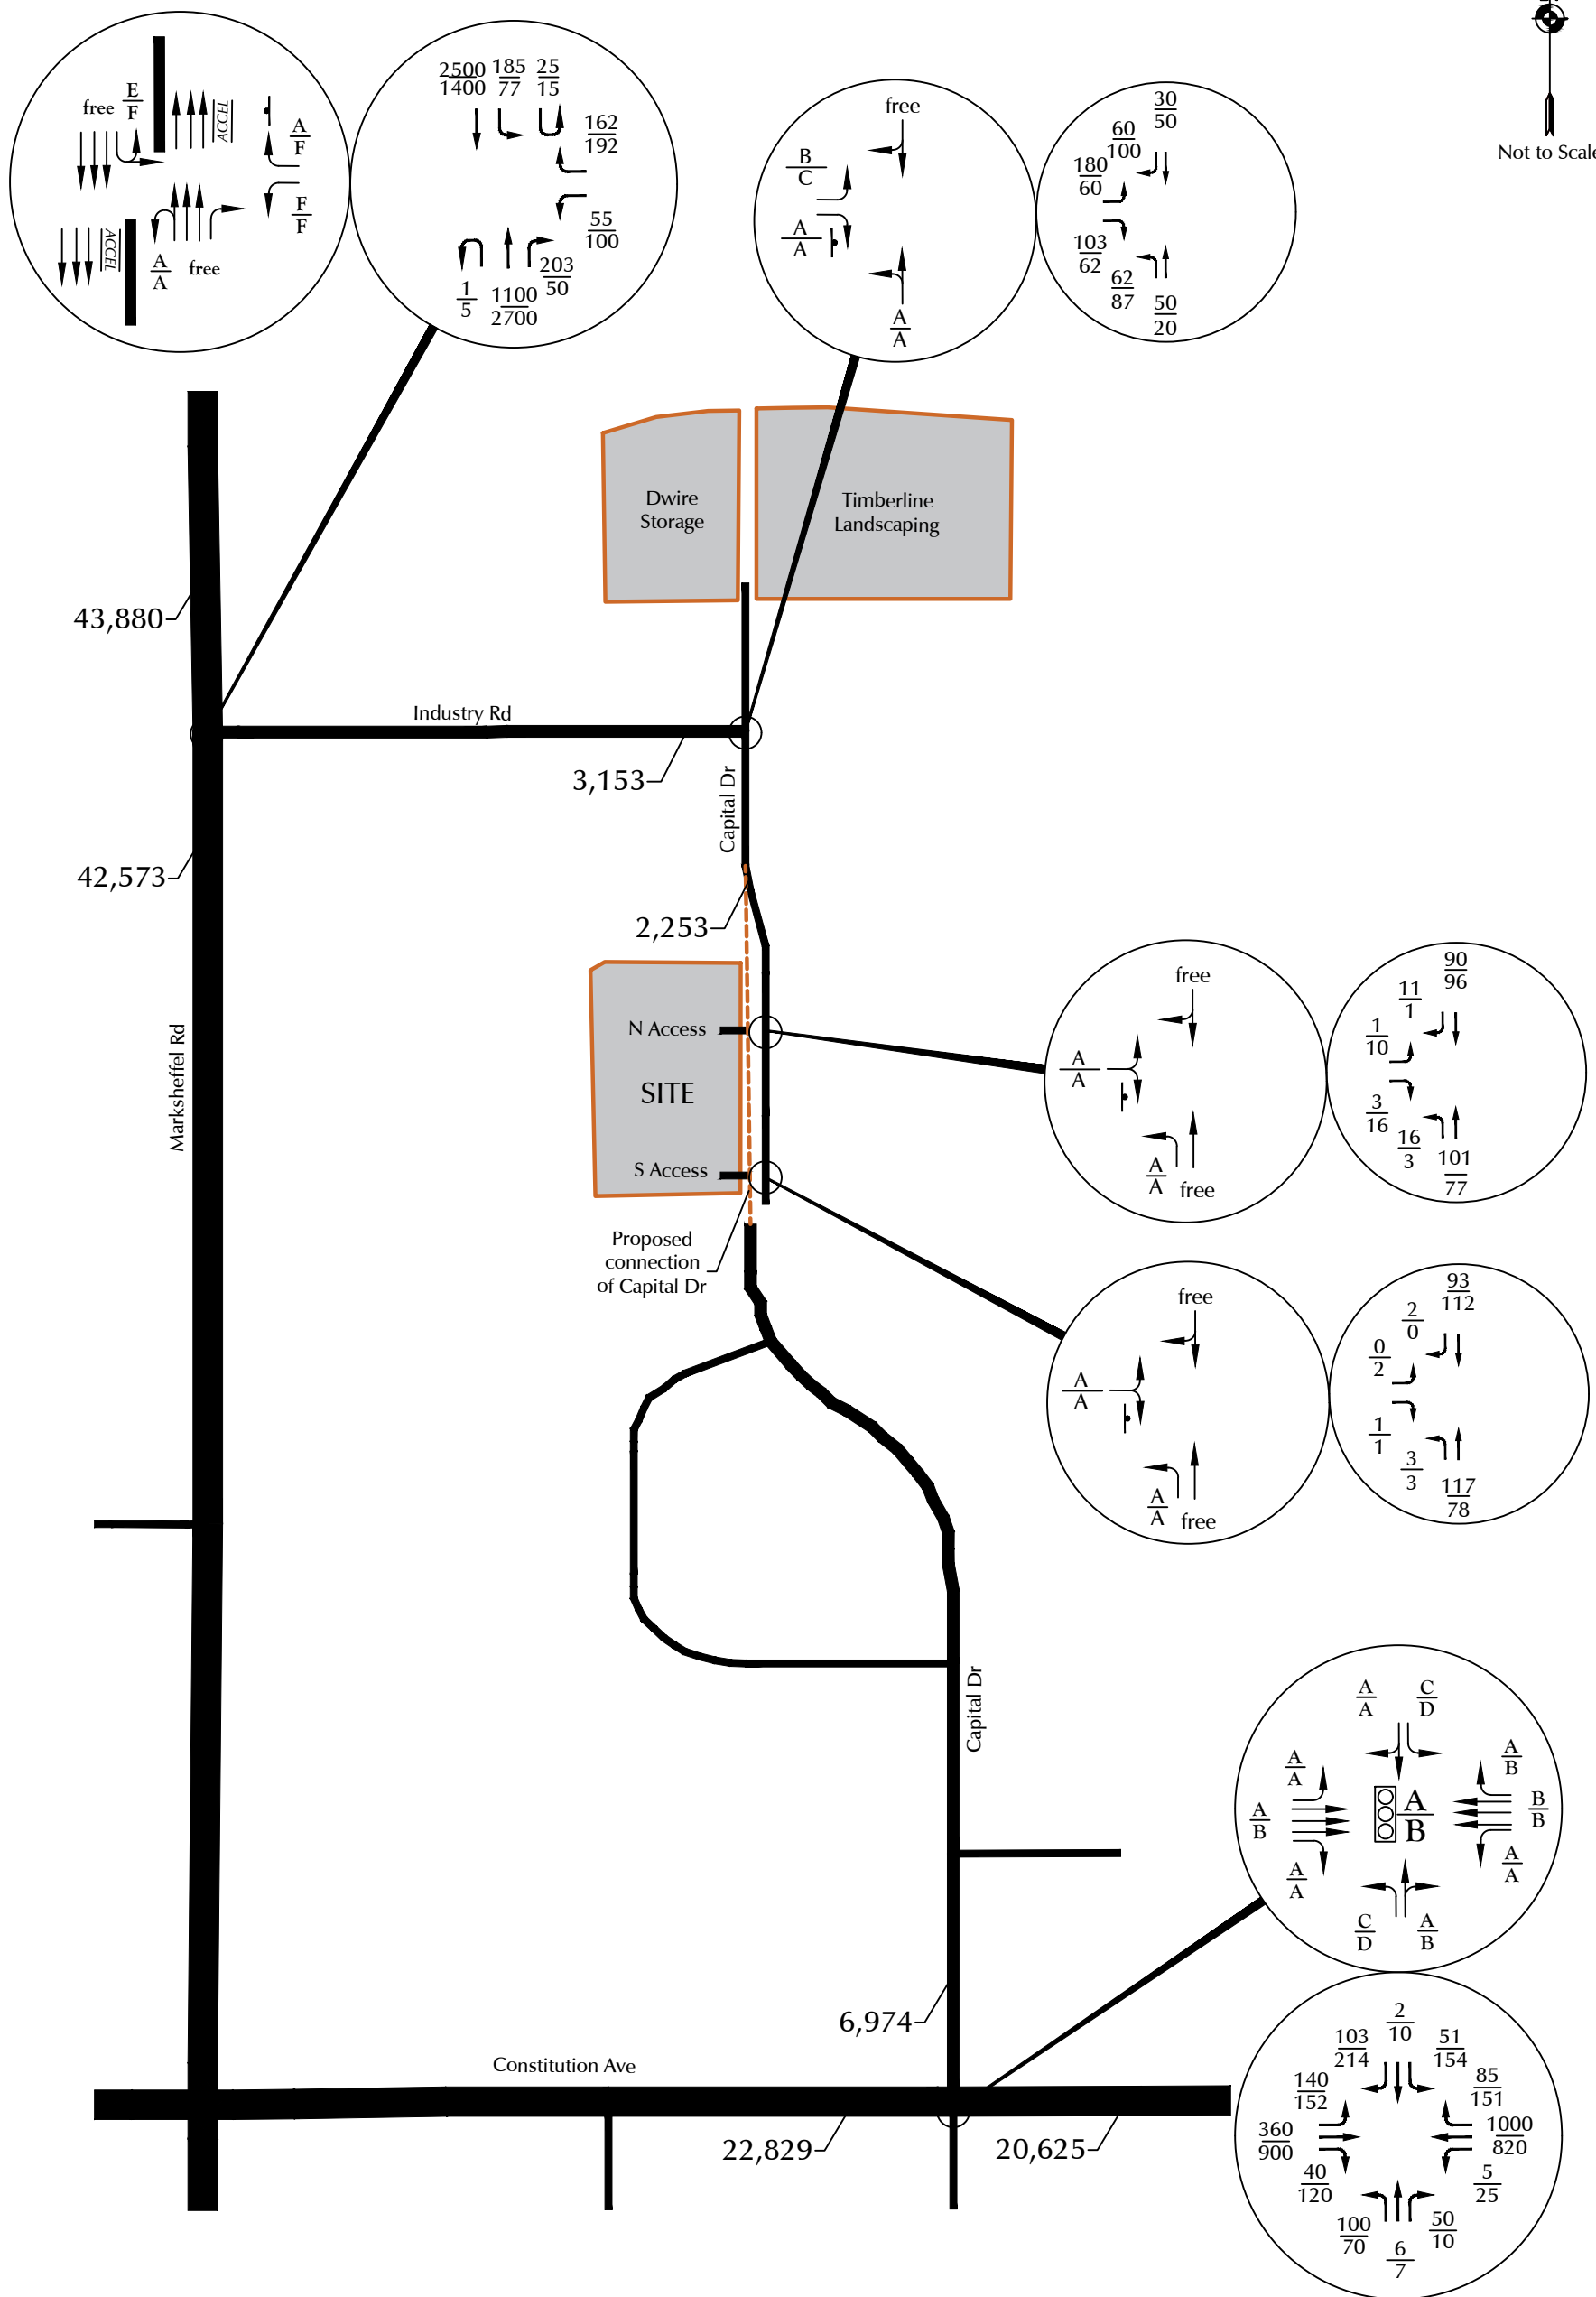 Not to Scale
free
E
F
ACCEL
A
F
F
F
ACCEL
A
A
free
2500
1400
185
77
25
15
162
192
55
100
203
50
1
5
1100
2700
free
B
C
A
A
A
A
30
50
60
100
180
60
103
62
62
87
50
20
Dwire
Storage
Timberline
Landscaping
43,880
Industry Rd
3,153
Capital Dr
42,573
2,253
Marksheffel Rd
N Access
SITE
S Access
Proposed
connection
of Capital Dr
free
A
A
A
A
free
90
96
11
1
1
10
3
16
16
3
101
77
free
A
A
A
A
free
93
112
2
0
0
2
1
1
3
3
117
78
Capital Dr
A
A
C
D
A
A
A
B
A
B
A
B
B
B
A
A
A
A
C
D
A
B
6,974
Constitution Ave
22,829
20,625
2
10
103
214
51
154
140
152
85
151
360
900
1000
820
40
120
5
25
100
70
50
10
6
7